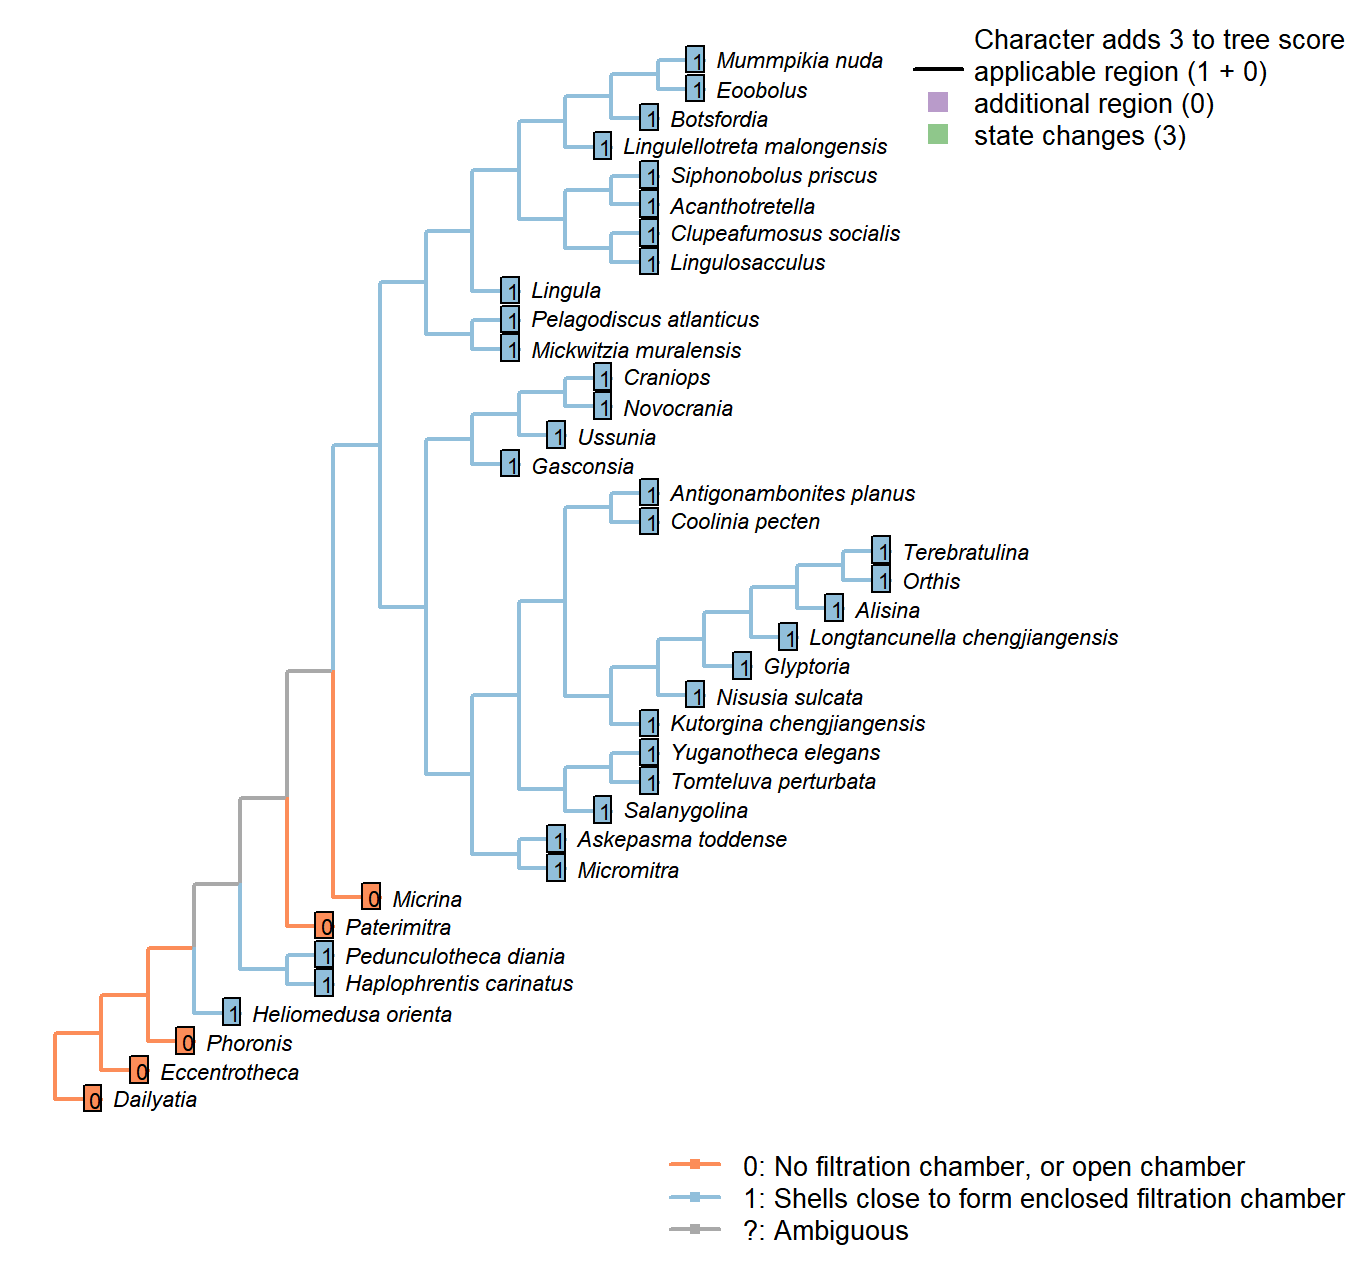 Character adds 3 to tree score
applicable region (1 + 0)
additional region (0)
state changes (3)
1 Mummpikia nuda
1 Eoobolus
1 Botsfordia
1 Lingulellotreta malongensis
1 Siphonobolus priscus
1 Acanthotretella
1 Clupeafumosus socialis
1 Lingulosacculus
1 Lingula
1 Pelagodiscus atlanticus
1 Mickwitzia muralensis
1 Craniops
1 Novocrania
1 Ussunia
1 Gasconsia
1 Antigonambonites planus
1 Coolinia pecten
1 Terebratulina
1 Orthis
1 Alisina
1 Longtancunella chengjiangensis
1 Glyptoria
1 Nisusia sulcata
1 Kutorgina chengjiangensis
1 Yuganotheca elegans
1 Tomteluva perturbata
1 Salanygolina
1 Askepasma toddense
1 Micromitra
0 Micrina
0 Paterimitra
1 Pedunculotheca diania
1 Haplophrentis carinatus
1 Heliomedusa orienta
0 Phoronis
0 Eccentrotheca
0 Dailyatia
0: No filtration chamber, or open chamber
1: Shells close to form enclosed filtration chamber
?: Ambiguous